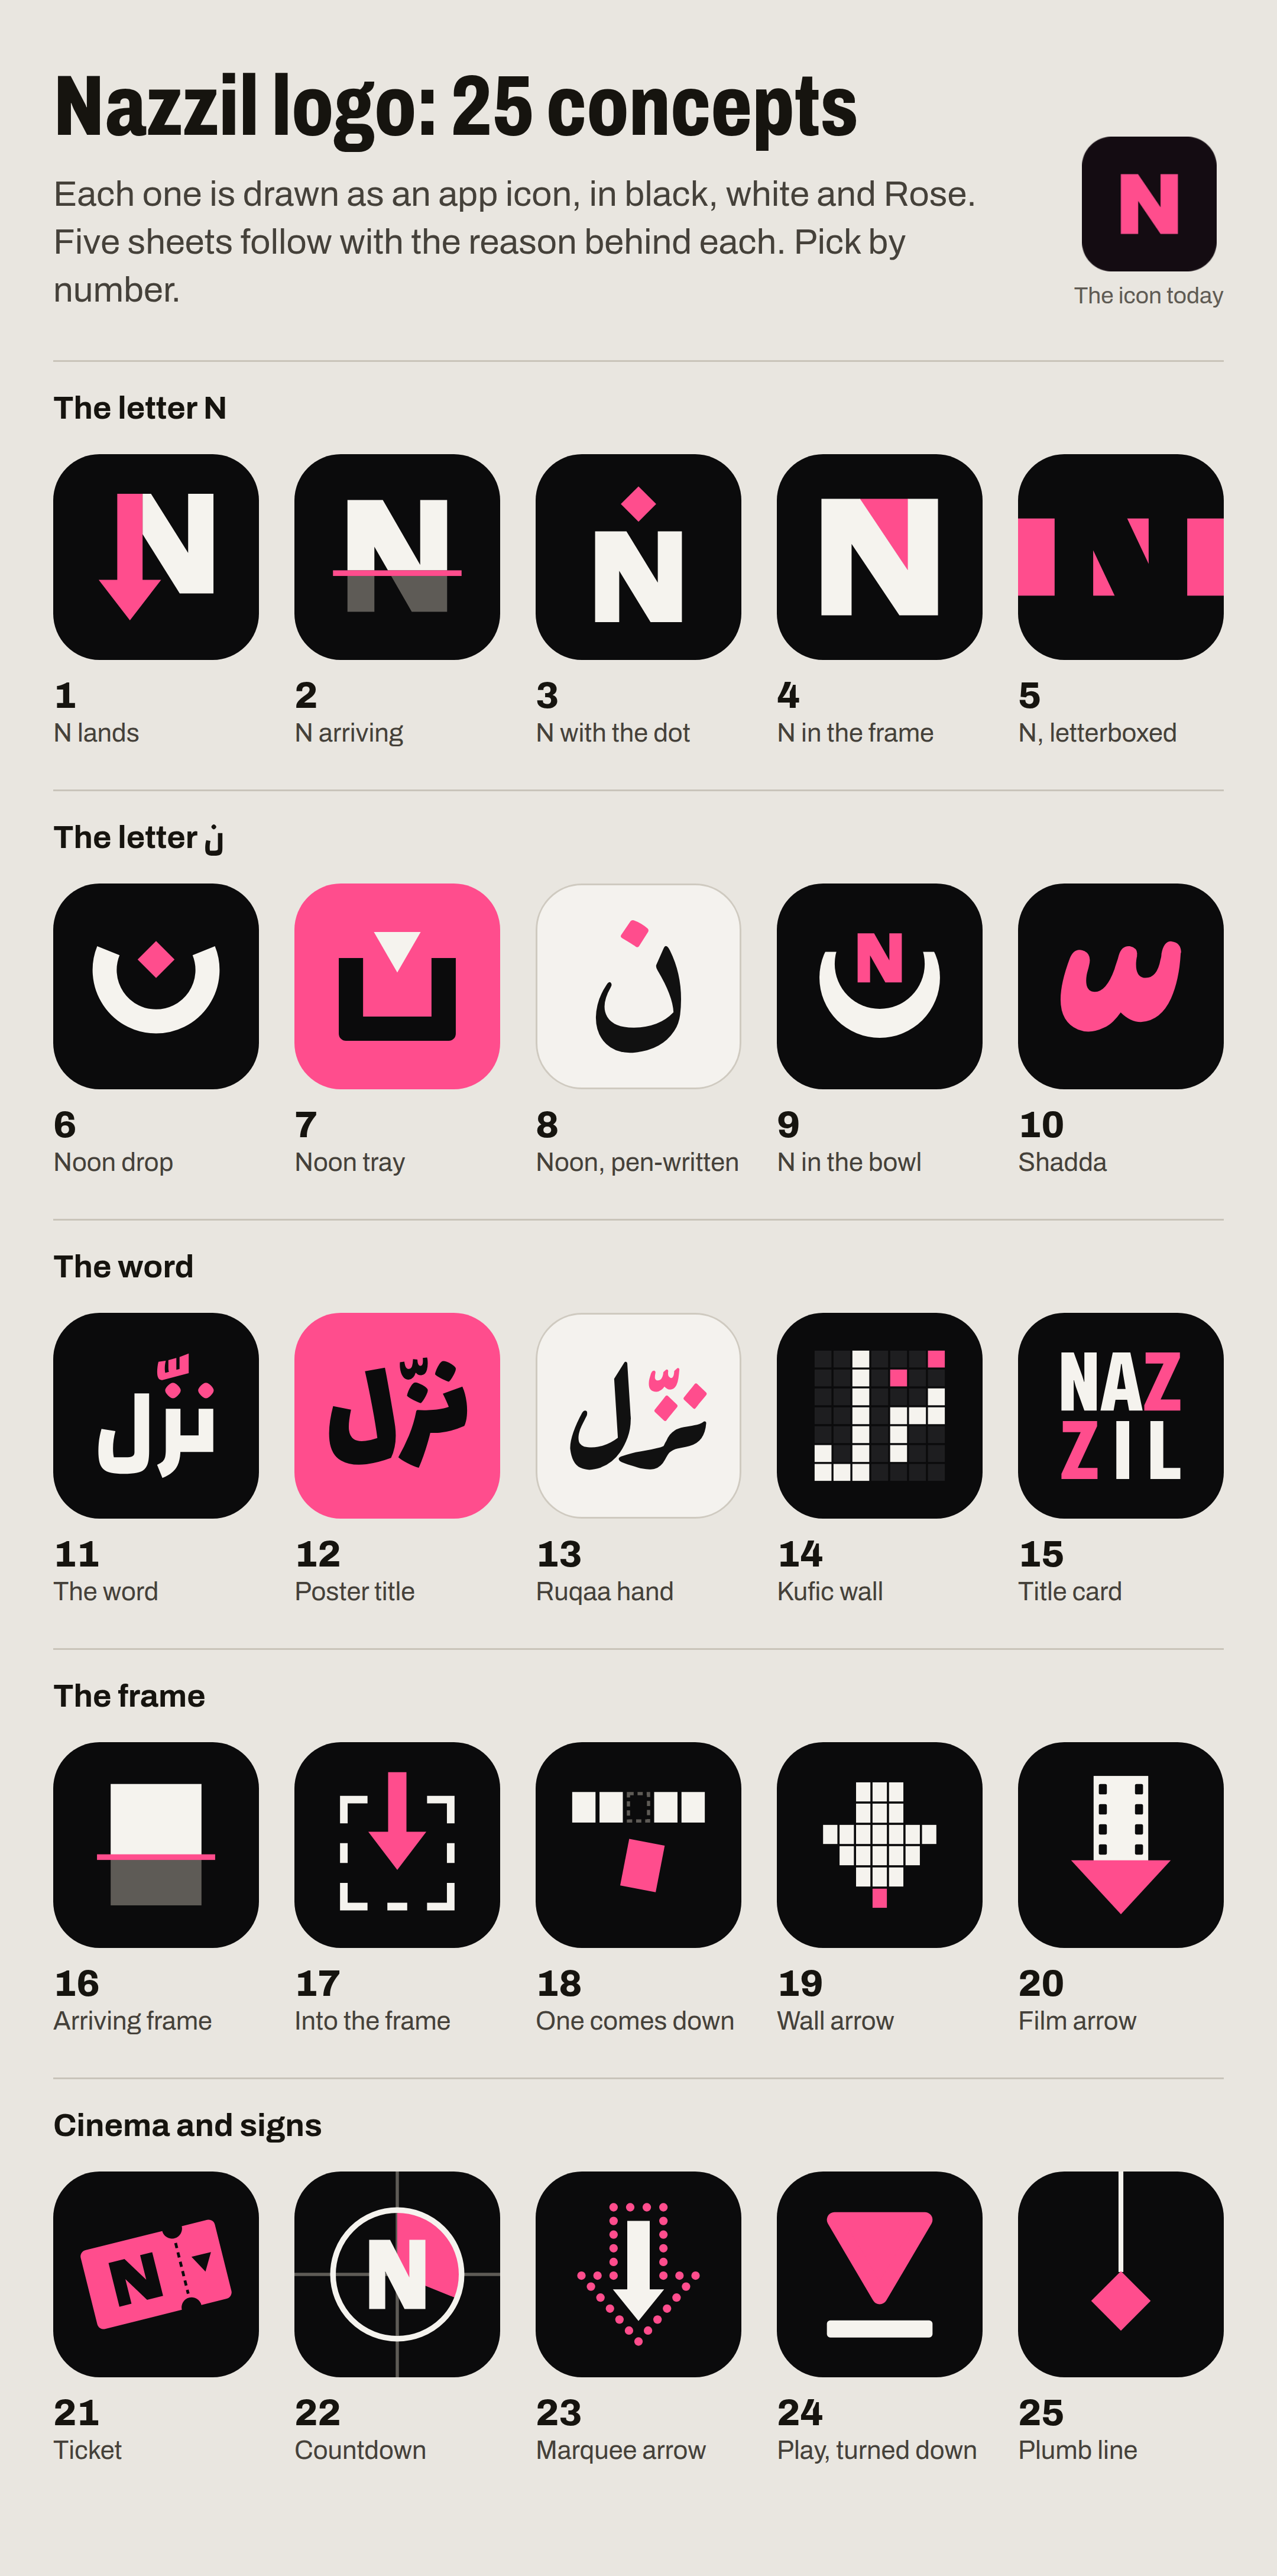 Nazzil logo: 25 concepts
Each one is drawn as an app icon, in black, white and Rose.
Five sheets follow with the reason behind each. Pick by
number.
N
The icon today
The letter N
N N N N N
1 2 3 4 5
N lands N arriving N with the dot N in the frame N, letterboxed
The letter ن
ن N
6 7 8 9 10
Noon drop Noon tray Noon, pen-written N in the bowl Shadda
The word
نزّل نزّل نزّل نزل NAZ
ZIL
11 12 13 14 15
The word Poster title Ruqaa hand Kufic wall Title card
The frame
16 17 18 19 20
Arriving frame Into the frame One comes down Wall arrow Film arrow
Cinema and signs
N N
21 22 23 24 25
Ticket Countdown Marquee arrow Play, turned down Plumb line